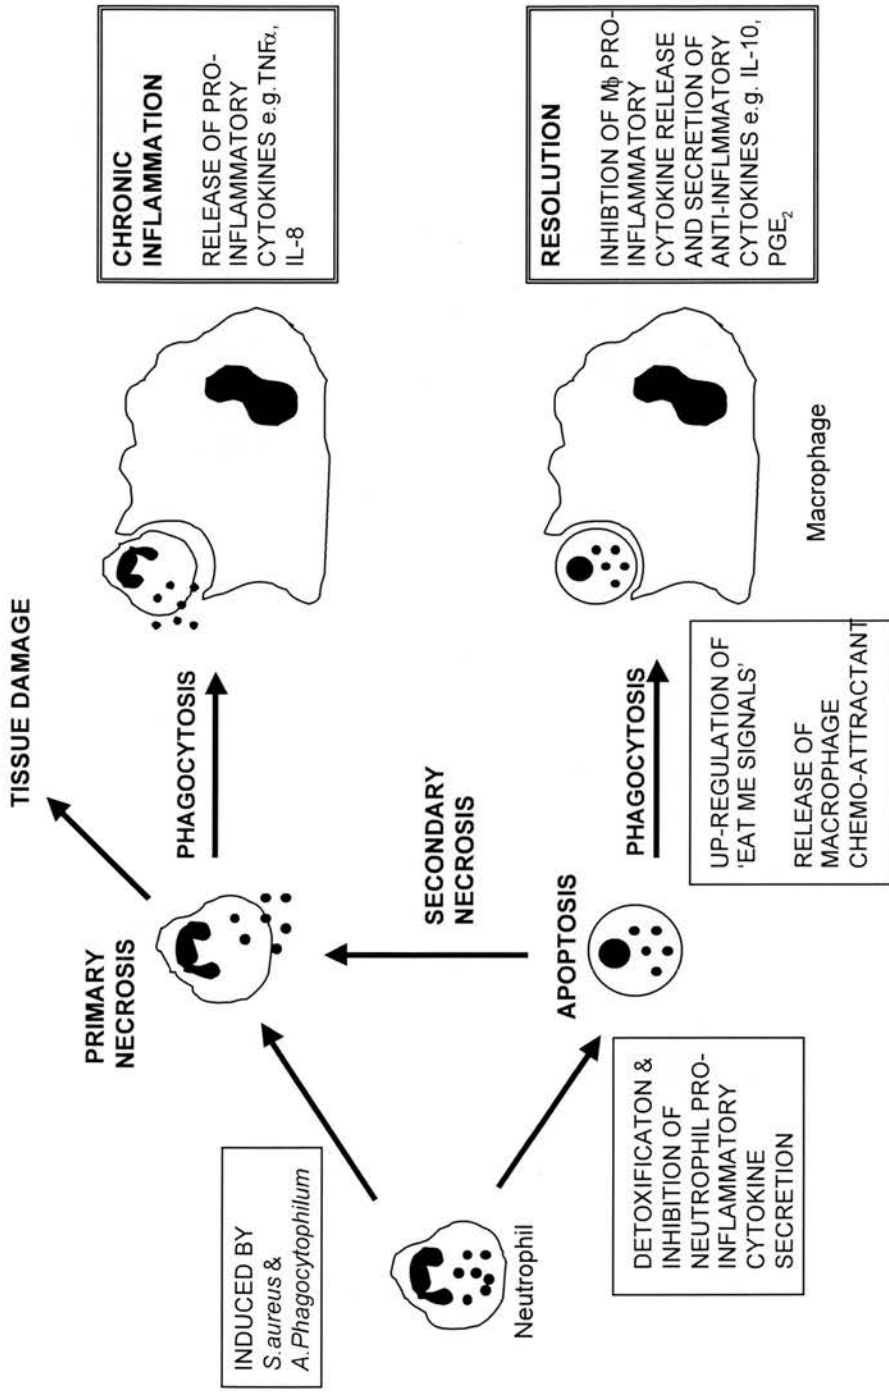 INDUCED BY
S.aureus &
A.Phagocytophilum
Neutrophil
DETOXIFICATON &
INHIBITION OF
NEUTROPHIL PRO-
INFLAMMATORY
CYTOKINE
SECRETION
PRIMARY
NECROSIS
TISSUE DAMAGE
SECONDARY
NECROSIS
APOPTOSIS
PHAGOCYTOSIS
PHAGOCYTOSIS
UP-REGULATION OF
'EAT ME SIGNALS'
RELEASE OF
MACROPHAGE
CHEMO-ATTRACTANT
Macrophage
CHRONIC
INFLAMMATION
RELEASE OF PRO-
INFLAMMATORY
CYTOKINES e.g.TNFα,
IL-8
RESOLUTION
INHIBTION OF Mϕ PRO-
INFLAMMATORY
CYTOKINE RELEASE
AND SECRETION OF
ANTI-INFLMMATORY
CYTOKINES e.g. IL-10,
PGE₂